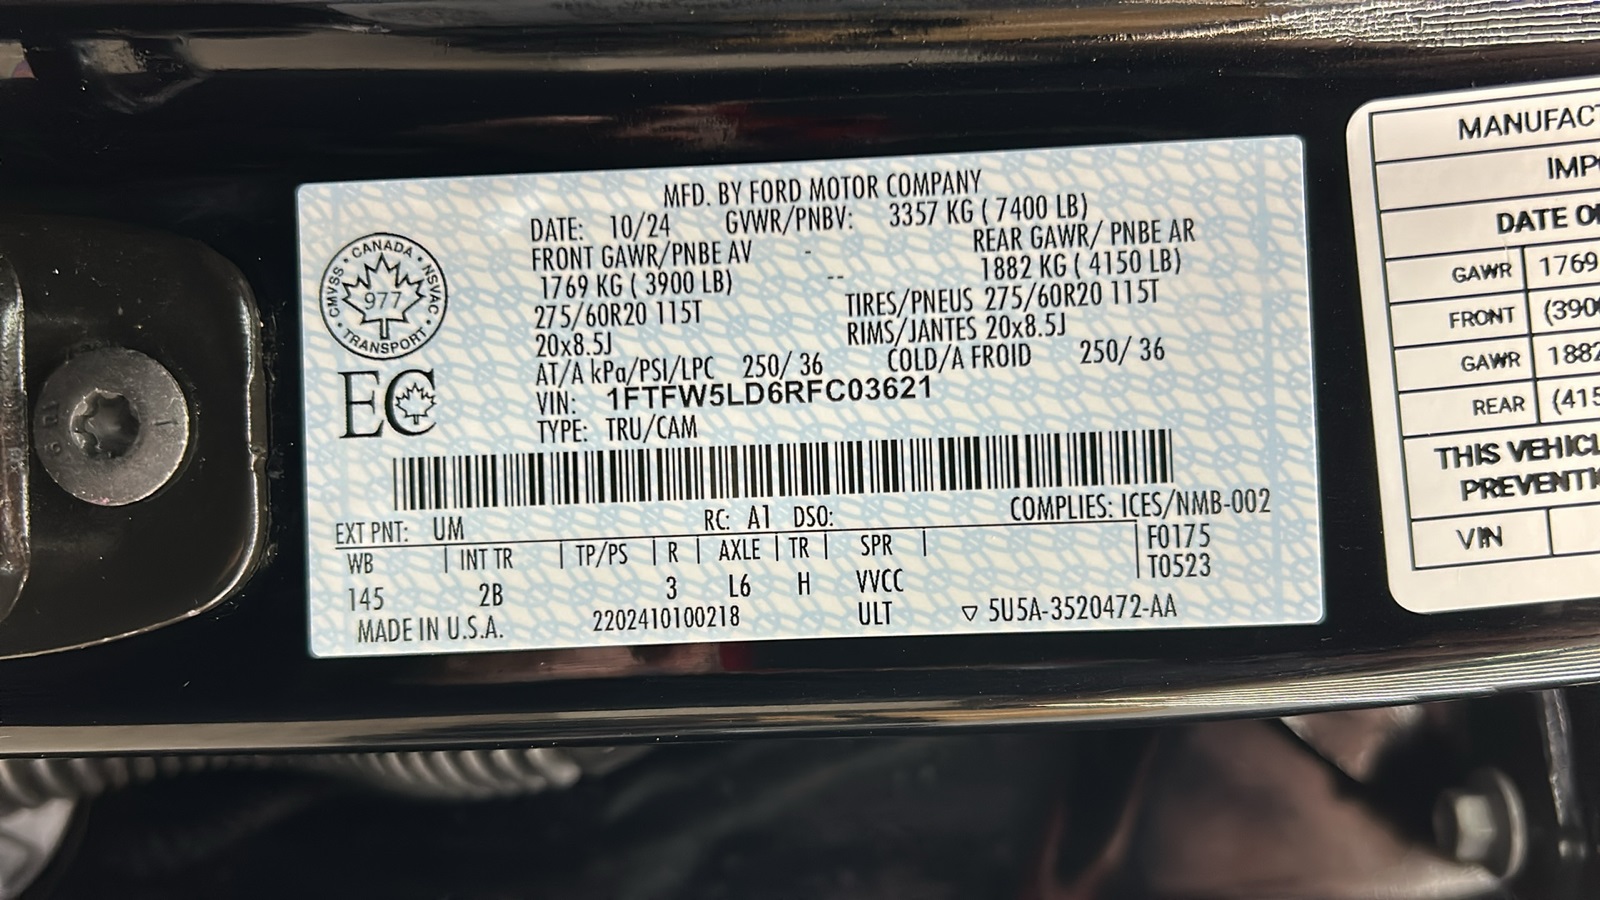 MFD. BY FORD MOTOR COMPANY
DATE: 10/24 GVWR/PNBV: 3357 KG ( 7400 LB)
FRONT GAWR/PNBE AV - REAR GAWR/ PNBE AR
1769 KG ( 3900 LB) -- 1882 KG ( 4150 LB)
275/60R20 115T TIRES/PNEUS 275/60R20 115T
20x8.5J RIMS/JANTES 20x8.5J
AT/A kPa/PSI/LPC 250/ 36 COLD/A FROID 250/ 36
VIN: 1FTFW5LD6RFC03621
TYPE: TRU/CAM
CANADA · NSVAC · TRANSPORT · CMVSS ·
977
EC
EXT PNT: UM RC: A1 DSO: COMPLIES: ICES/NMB-002
WB | INT TR | TP/PS | R | AXLE | TR | SPR | F0175
145 2B 3 L6 H VVCC T0523
MADE IN U.S.A. 2202410100218 ULT ▽ 5U5A-3520472-AA
MANUFACT
IMPO
DATE OF
GAWR 1769
FRONT (390
GAWR 1882
REAR (415
THIS VEHICL
PREVENTI
VIN